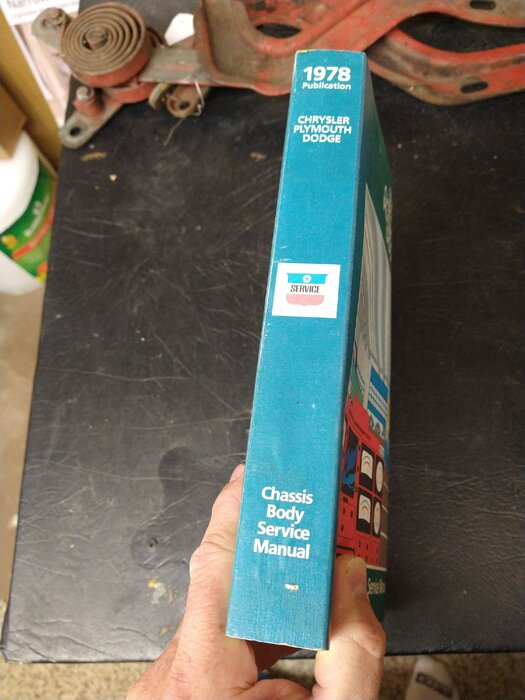 1978
Publication
CHRYSLER
PLYMOUTH
DODGE
SERVICE
Chassis
Body
Service
Manual